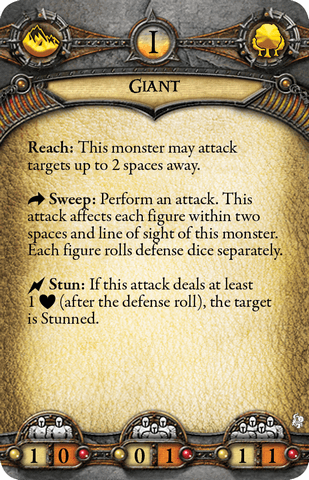 I
Giant
Reach: This monster may attack
targets up to 2 spaces away.
Sweep: Perform an attack. This
attack affects each figure within two
spaces and line of sight of this monster.
Each figure rolls defense dice separately.
Stun: If this attack deals at least
1 (after the defense roll), the target
is Stunned.
1 0 0 1 1 1